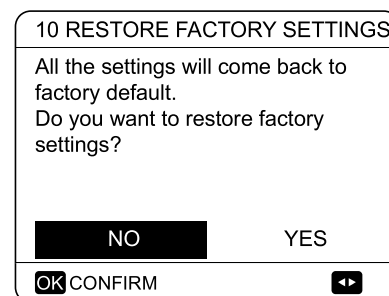 10 RESTORE FACTORY SETTINGS
All the settings will come back to
factory default.
Do you want to restore factory
settings?
NO YES
OK CONFIRM